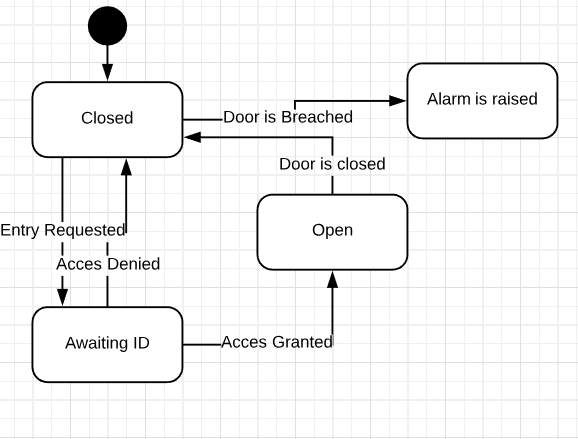 Closed
Alarm is raised
Door is Breached
Door is closed
Entry Requested
Open
Acces Denied
Awaiting ID
Acces Granted